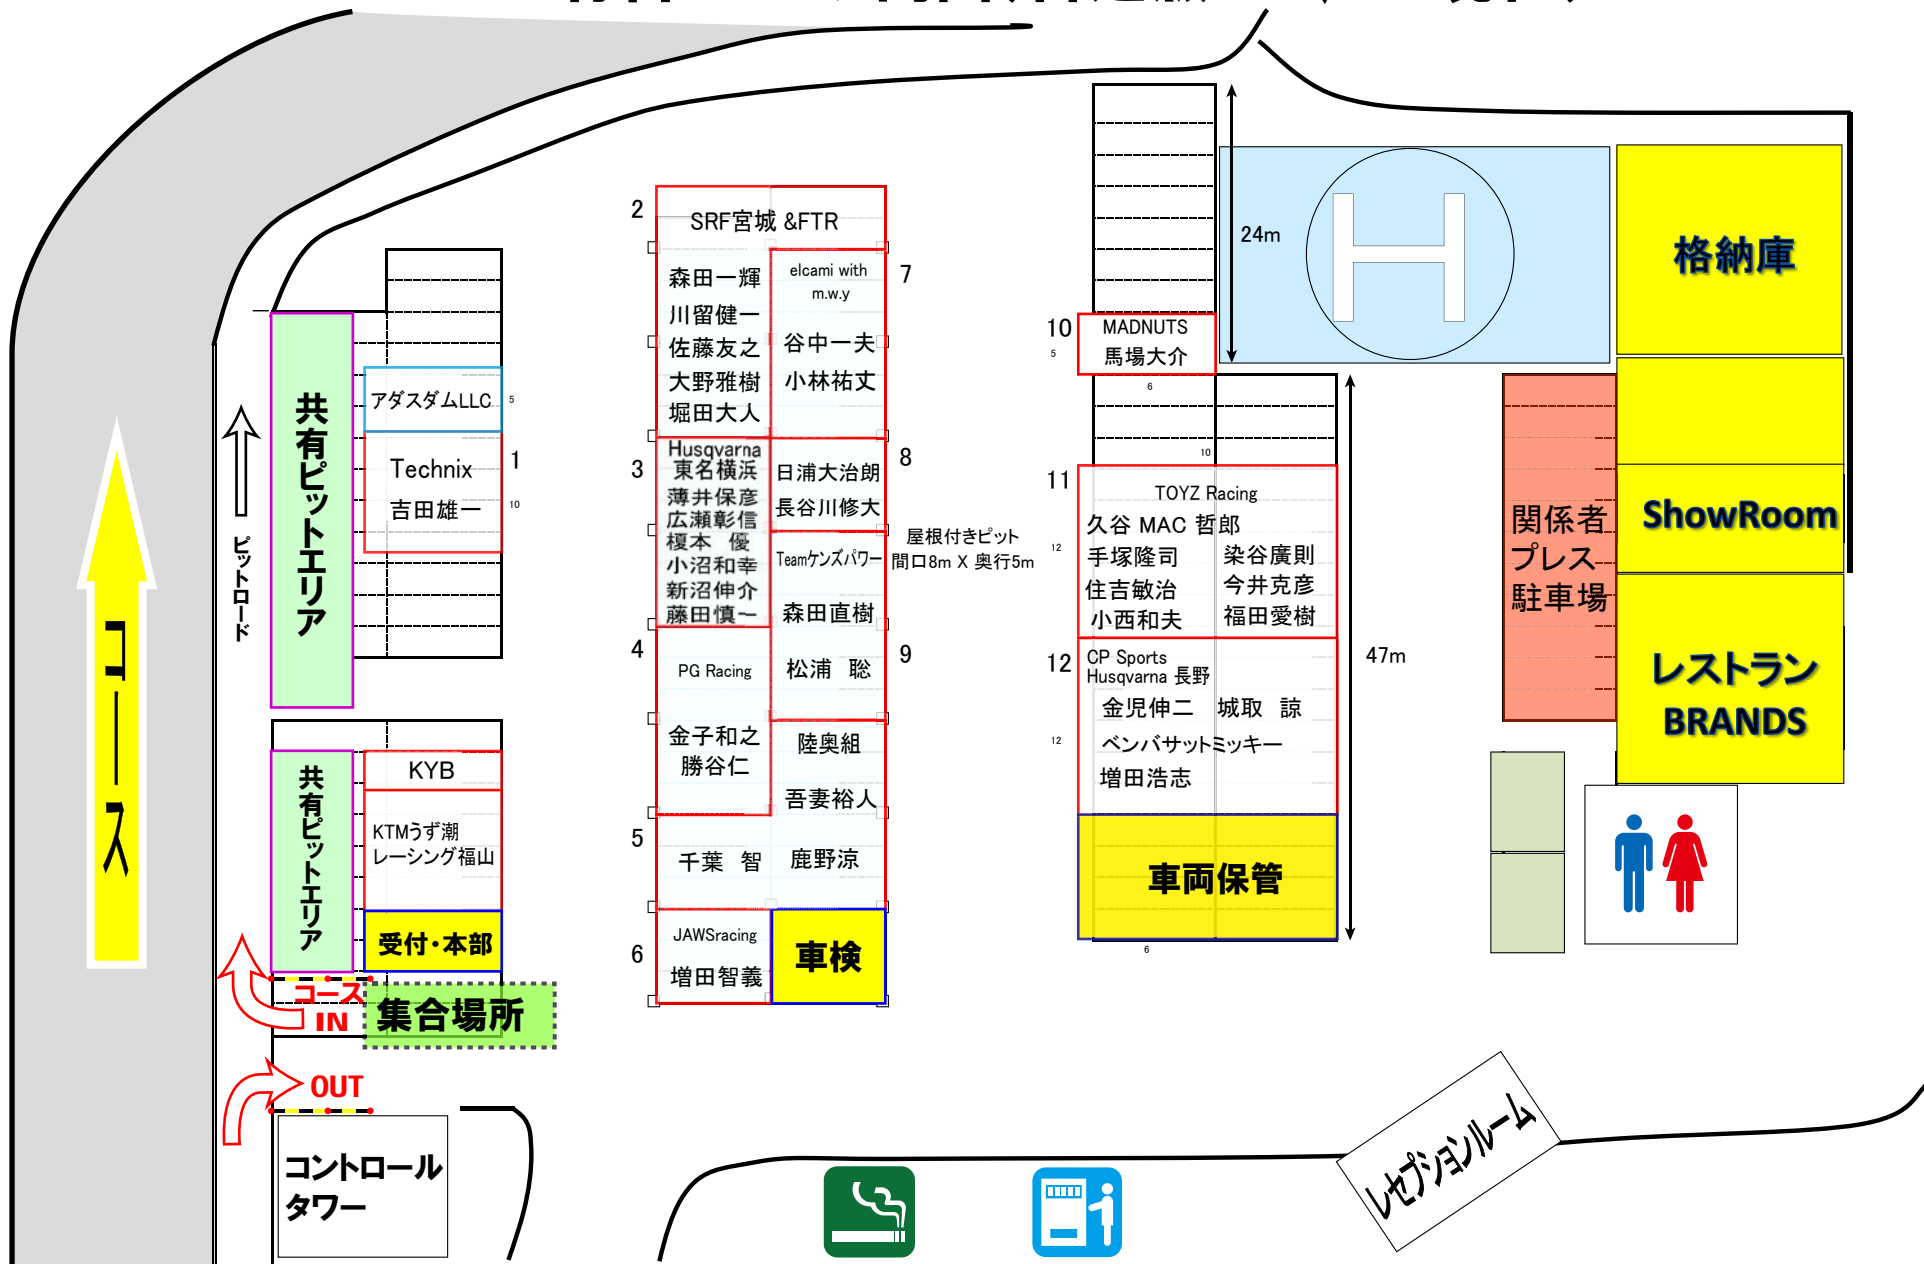 コース
ピットロード
共有ピットエリア
アダスダムLLC
5
Technix
吉田雄一
1
10
共有ピットエリア
KYB
KTMうず潮
レーシング福山
受付・本部
コース
IN
集合場所
OUT
コントロール
タワー
2
SRF宮城 &FTR
森田一輝
川留健一
佐藤友之
大野雅樹
堀田大人
7
elcami with
m.w.y
谷中一夫
小林祐丈
3
Husqvarna
東名横浜
薄井保彦
広瀬彰信
榎本 優
小沼和幸
新沼伸介
藤田慎一
8
日浦大治朗
長谷川修大
屋根付きピット
間口8m X 奥行5m
Teamケンズパワー
森田直樹
松浦 聡
9
4
PG Racing
金子和之
勝谷仁
陸奥組
吾妻裕人
鹿野涼
5
千葉 智
6
JAWSracing
増田智義
車検
24m
10
5
MADNUTS
馬場大介
6
10
11
12
TOYZ Racing
久谷 MAC 哲郎
手塚隆司 染谷廣則
住吉敏治 今井克彦
小西和夫 福田愛樹
12
12
CP Sports
Husqvarna 長野
金児伸二 城取 諒
ベンバサットミッキー
増田浩志
車両保管
6
47m
H
格納庫
ShowRoom
関係者
プレス
駐車場
レストラン
BRANDS
レセプションルーム